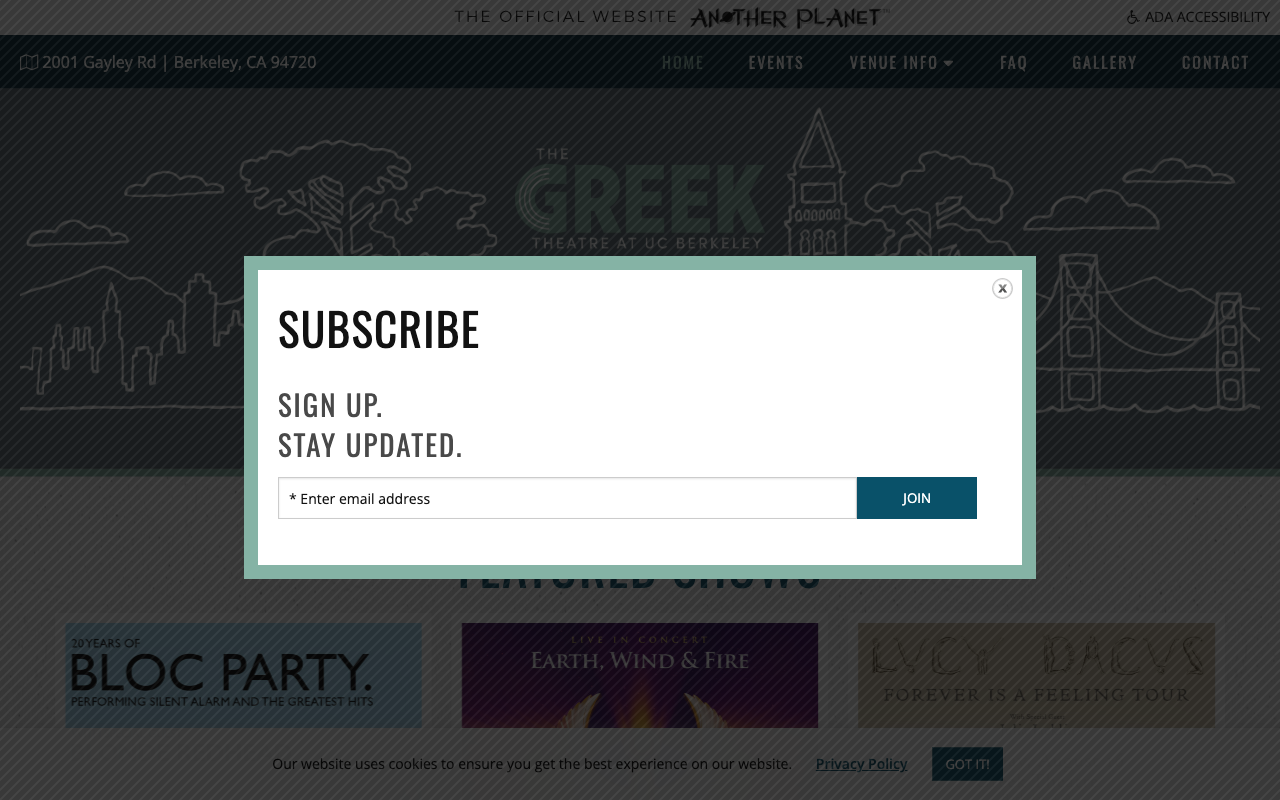 THE OFFICIAL WEBSITE ANOTHER PLANET
ADA ACCESSIBILITY
2001 Gayley Rd | Berkeley, CA 94720
HOME EVENTS VENUE INFO FAQ GALLERY CONTACT
THE
GREEK
THEATRE AT UC BERKELEY
X
SUBSCRIBE
SIGN UP.
STAY UPDATED.
* Enter email address
JOIN
FEATURED SHOWS
20 YEARS OF
BLOC PARTY.
PERFORMING SILENT ALARM AND THE GREATEST HITS
LIVE IN CONCERT
EARTH, WIND & FIRE
LUCY DACUS
FOREVER IS A FEELING TOUR
Our website uses cookies to ensure you get the best experience on our website. Privacy Policy GOT IT!